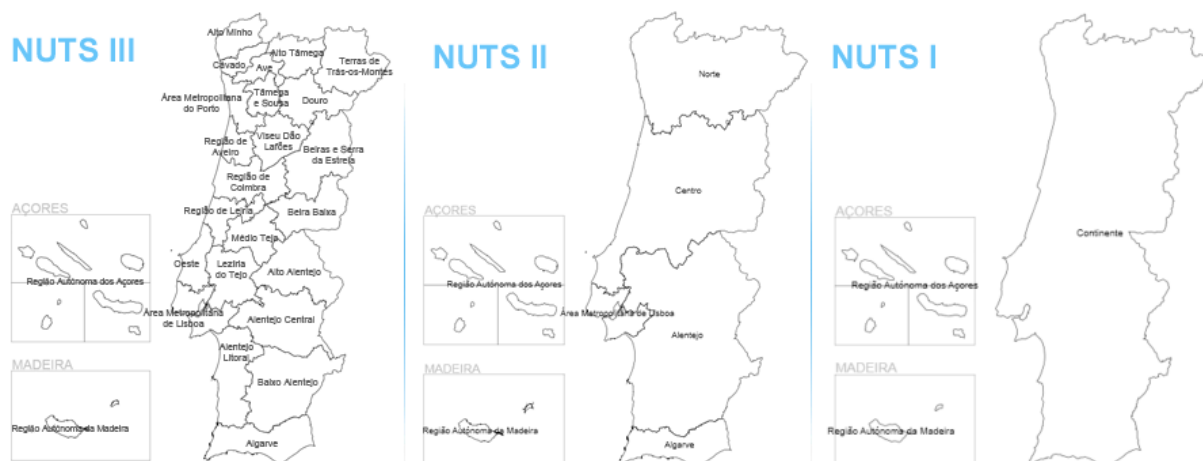 NUTS III
Alto Minho
Alto Tâmega
Terras de
Trás-os-Montes
Cávado
Ave
Tâmega
e Sousa
Douro
Área Metropolitana
do Porto
Região de
Aveiro
Viseu Dão
Lafões
Beiras e Serra
da Estrela
Região de
Coimbra
Região de Leiria
Beira Baixa
Médio Tejo
Oeste
Lezíria
do Tejo
Alto Alentejo
Área Metropolitana
de Lisboa
Alentejo Central
Alentejo
Litoral
Baixo Alentejo
Algarve
AÇORES
Região Autónoma dos Açores
MADEIRA
Região Autónoma da Madeira
NUTS II
Norte
Centro
Área Metropolitana de Lisboa
Alentejo
Algarve
AÇORES
Região Autónoma dos Açores
MADEIRA
Região Autónoma da Madeira
NUTS I
Continente
AÇORES
Região Autónoma dos Açores
MADEIRA
Região Autónoma da Madeira